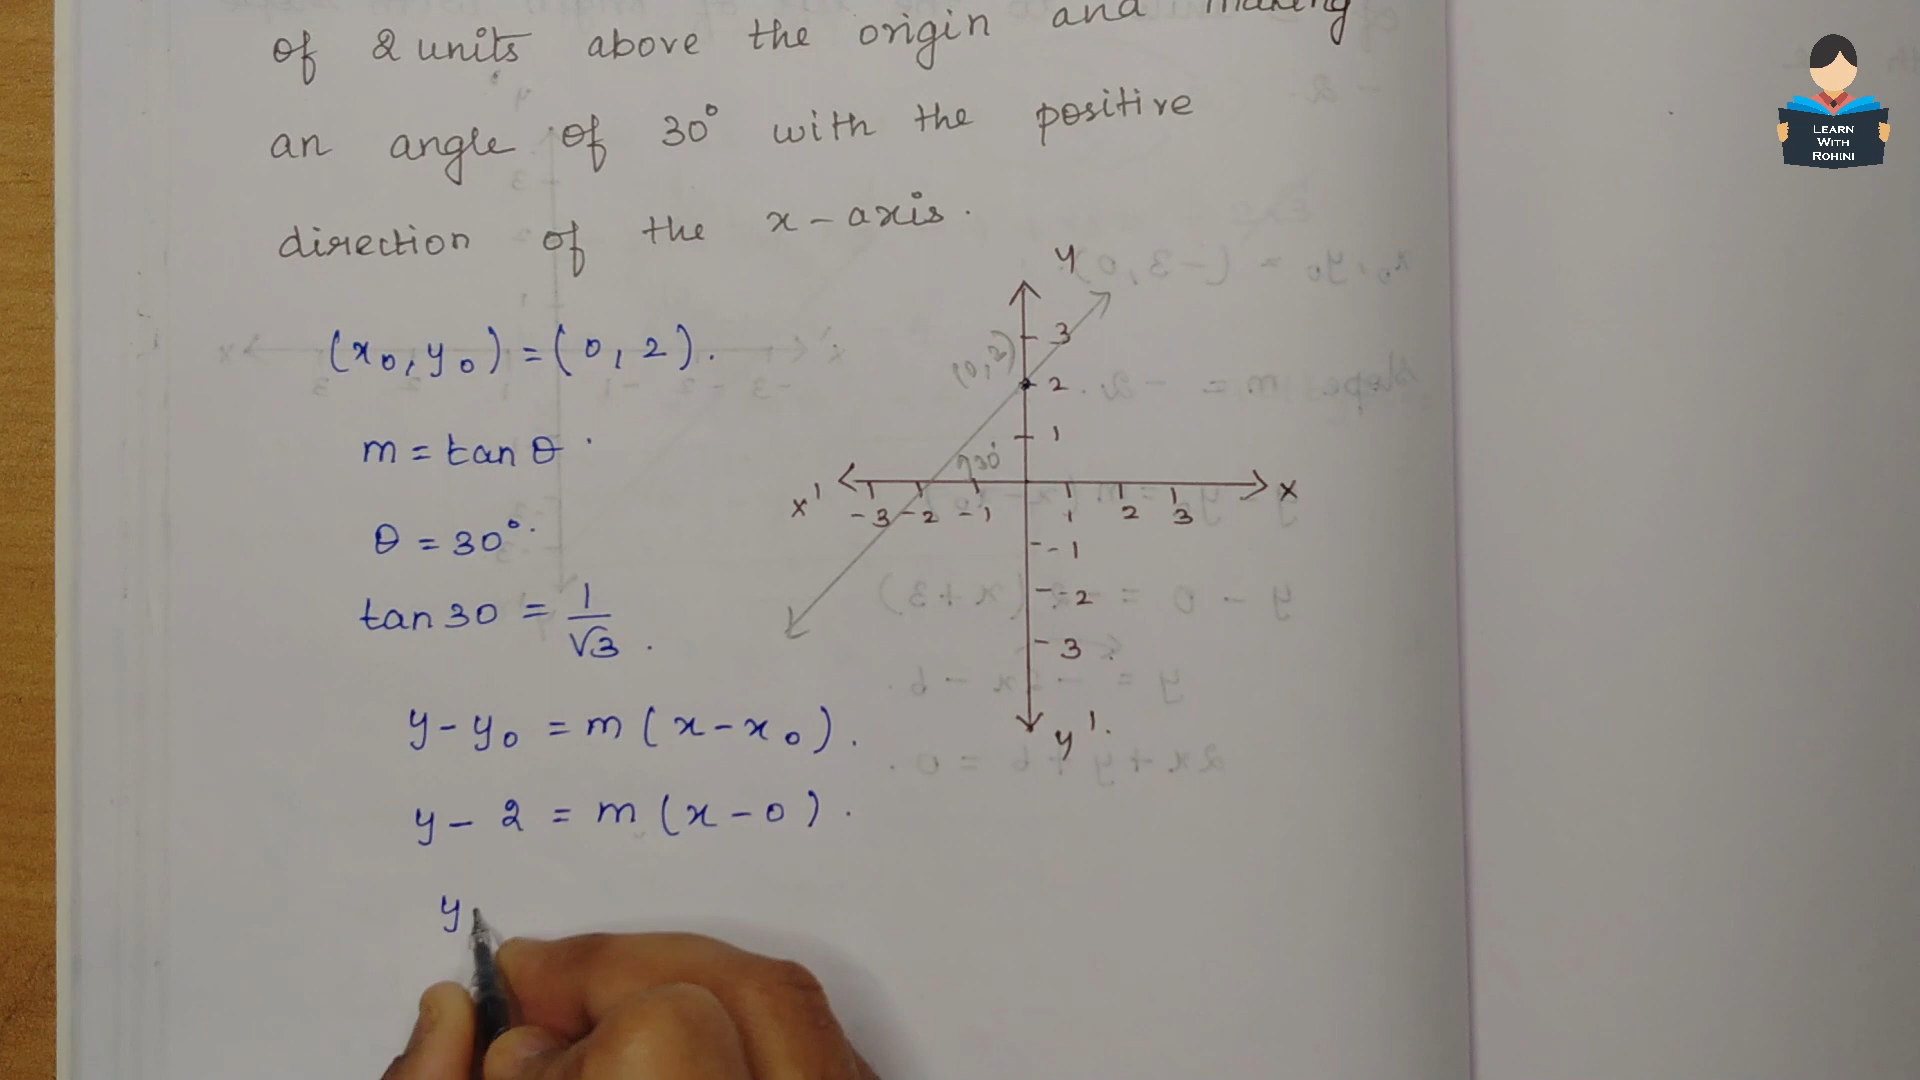 of 2 units above the origin and making
an angle of 30° with the positive
direction of the x-axis.
(x₀, y₀) = (0, 2).
m = tan θ.
θ = 30°.
tan 30 = 1/√3.
y - y₀ = m (x - x₀).
y - 2 = m (x - 0).
y
y
3
(0, 2)
2
1
30°
x'
-3 -2 -1
1 2 3
x
-1
-2
-3
y'.
LEARN
With
ROHINI